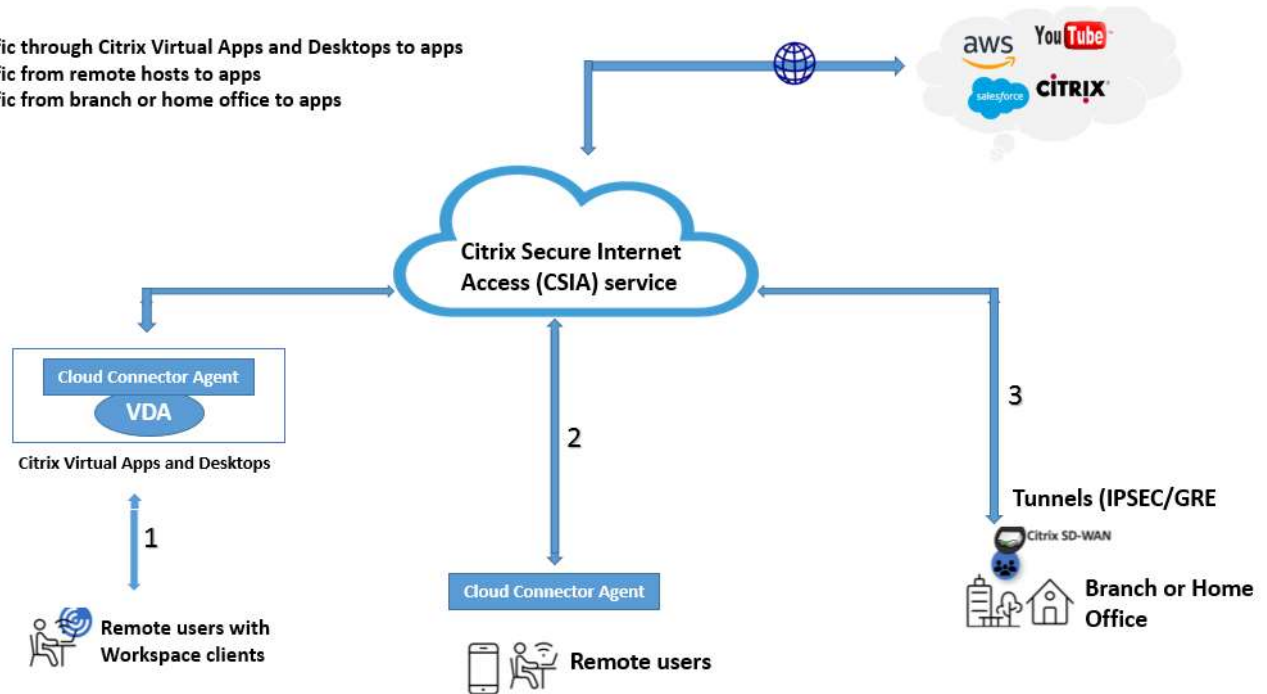 fic through Citrix Virtual Apps and Desktops to apps
fic from remote hosts to apps
fic from branch or home office to apps
aws
YouTube
salesforce
CITRIX
Citrix Secure Internet
Access (CSIA) service
Cloud Connector Agent
VDA
Citrix Virtual Apps and Desktops
1
2
3
Tunnels (IPSEC/GRE
Citrix SD-WAN
Branch or Home
Office
Cloud Connector Agent
Remote users with
Workspace clients
Remote users